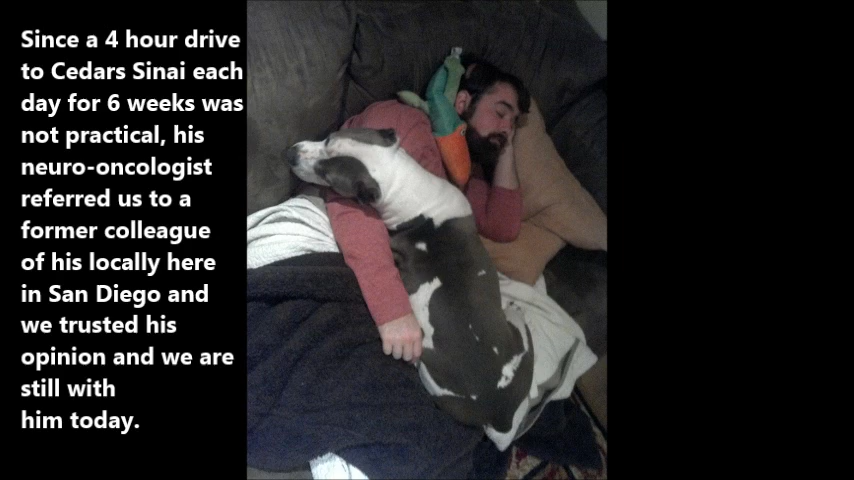 Since a 4 hour drive
to Cedars Sinai each
day for 6 weeks was
not practical, his
neuro-oncologist
referred us to a
former colleague
of his locally here
in San Diego and
we trusted his
opinion and we are
still with
him today.